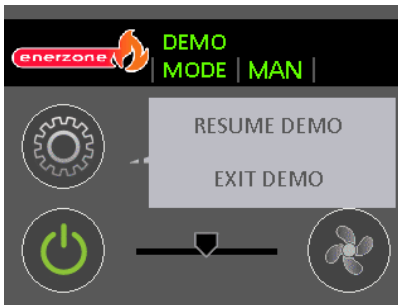 enerzone
DEMO
MODE | MAN |
RESUME DEMO
EXIT DEMO